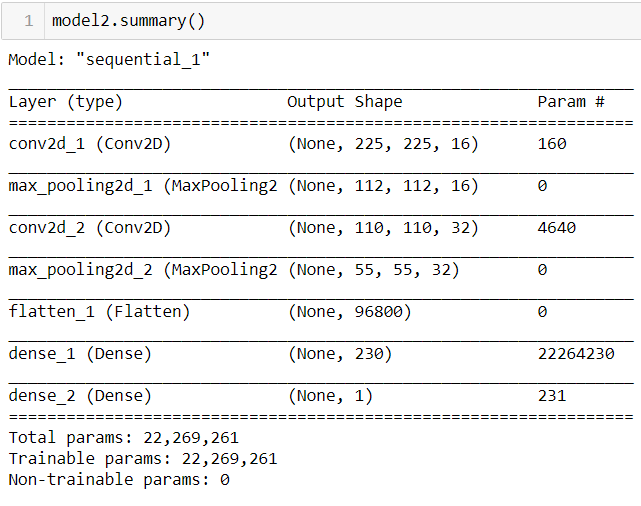 1 model2.summary()
Model: "sequential_1"
_________________________________________________________________
Layer (type)                 Output Shape              Param #
=================================================================
conv2d_1 (Conv2D)            (None, 225, 225, 16)      160
_________________________________________________________________
max_pooling2d_1 (MaxPooling2 (None, 112, 112, 16)      0
_________________________________________________________________
conv2d_2 (Conv2D)            (None, 110, 110, 32)      4640
_________________________________________________________________
max_pooling2d_2 (MaxPooling2 (None, 55, 55, 32)        0
_________________________________________________________________
flatten_1 (Flatten)          (None, 96800)             0
_________________________________________________________________
dense_1 (Dense)              (None, 230)               22264230
_________________________________________________________________
dense_2 (Dense)              (None, 1)                 231
=================================================================
Total params: 22,269,261
Trainable params: 22,269,261
Non-trainable params: 0